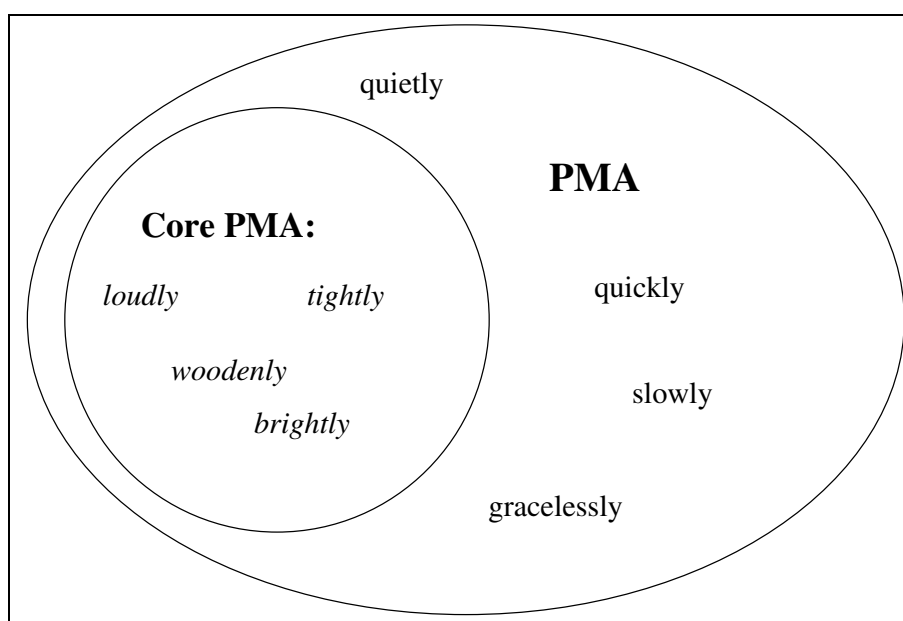 quietly
PMA
Core PMA:
loudly tightly
quickly
woodenly
slowly
brightly
gracelessly